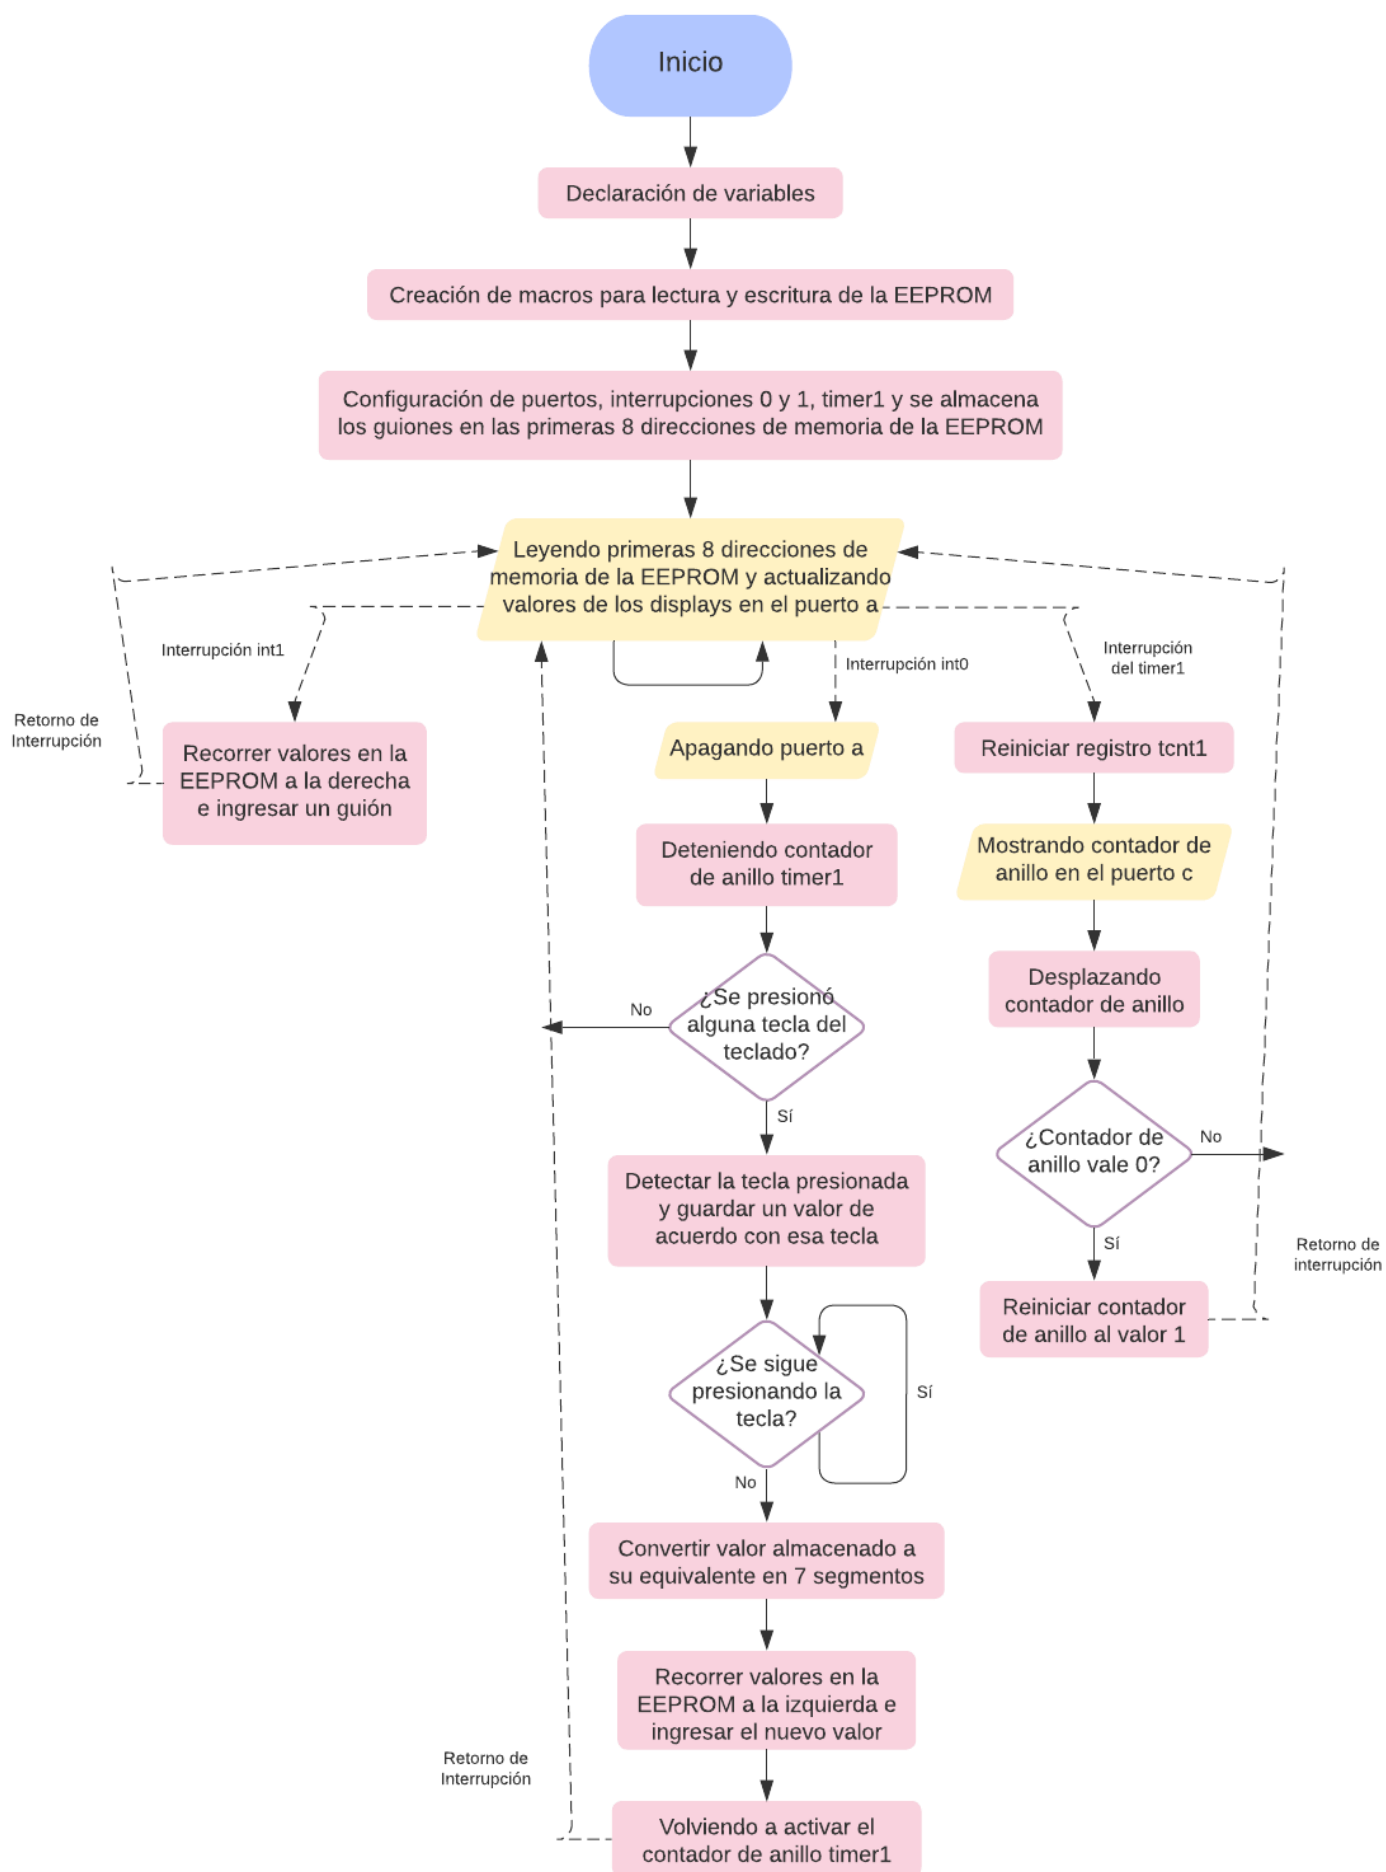 Inicio
Declaración de variables
Creación de macros para lectura y escritura de la EEPROM
Configuración de puertos, interrupciones 0 y 1, timer1 y se almacena
los guiones en las primeras 8 direcciones de memoria de la EEPROM
Leyendo primeras 8 direcciones de
memoria de la EEPROM y actualizando
valores de los displays en el puerto a
Interrupción int1
Interrupción int0
Interrupción
del timer1
Retorno de
Interrupción
Recorrer valores en la
EEPROM a la derecha
e ingresar un guión
Apagando puerto a
Reiniciar registro tcnt1
Deteniendo contador
de anillo timer1
Mostrando contador de
anillo en el puerto c
¿Se presionó
alguna tecla del
teclado?
No
Sí
Desplazando
contador de anillo
¿Contador de
anillo vale 0?
No
Sí
Detectar la tecla presionada
y guardar un valor de
acuerdo con esa tecla
Retorno de
interrupción
Reiniciar contador
de anillo al valor 1
¿Se sigue
presionando la
tecla?
Sí
No
Convertir valor almacenado a
su equivalente en 7 segmentos
Recorrer valores en la
EEPROM a la izquierda e
ingresar el nuevo valor
Retorno de
Interrupción
Volviendo a activar el
contador de anillo timer1